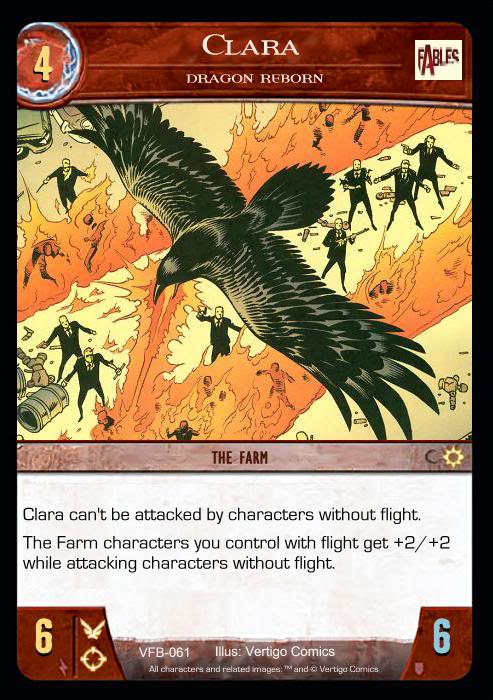 4
CLARA
DRAGON REBORN
FABLES
THE FARM
Clara can't be attacked by characters without flight.
The Farm characters you control with flight get +2/+2
while attacking characters without flight.
6
VFB-061 Illus: Vertigo Comics
All characters and related images: ™ and © Vertigo Comics
6